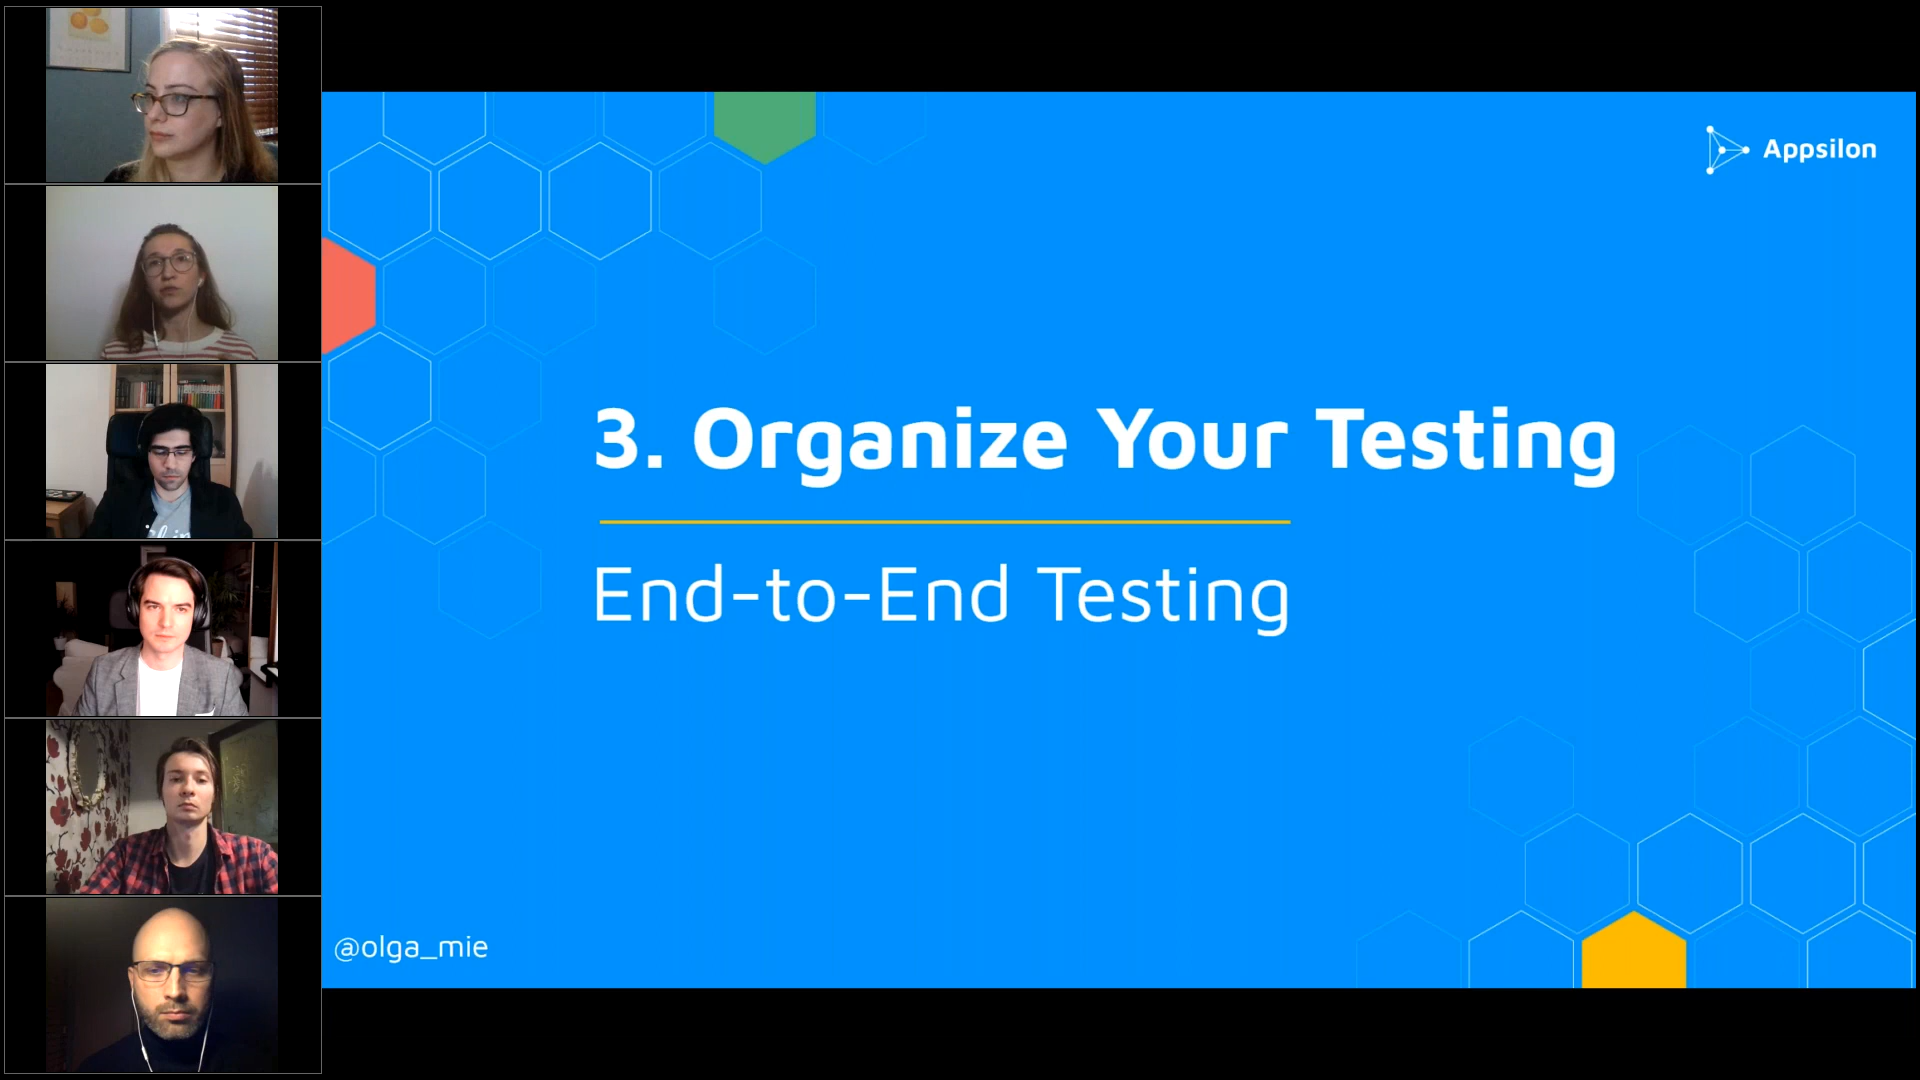 Appsilon
3. Organize Your Testing
End-to-End Testing
@olga_mie